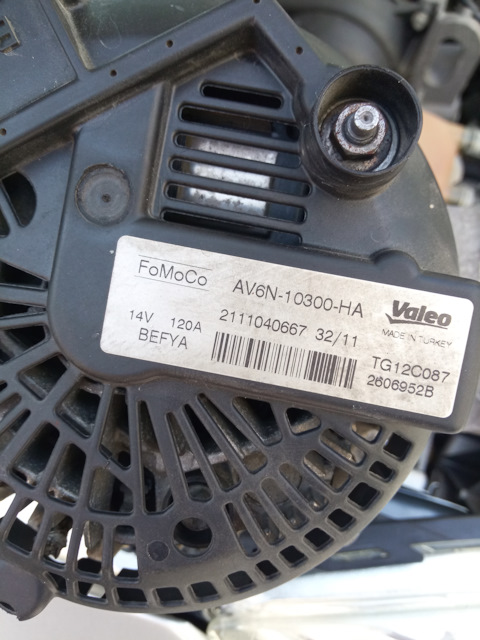 FoMoCo
AV6N-10300-HA
Valeo
MADE IN TURKEY
14V 120A
2111040667 32/11
BEFYA
TG12C087
2606952B